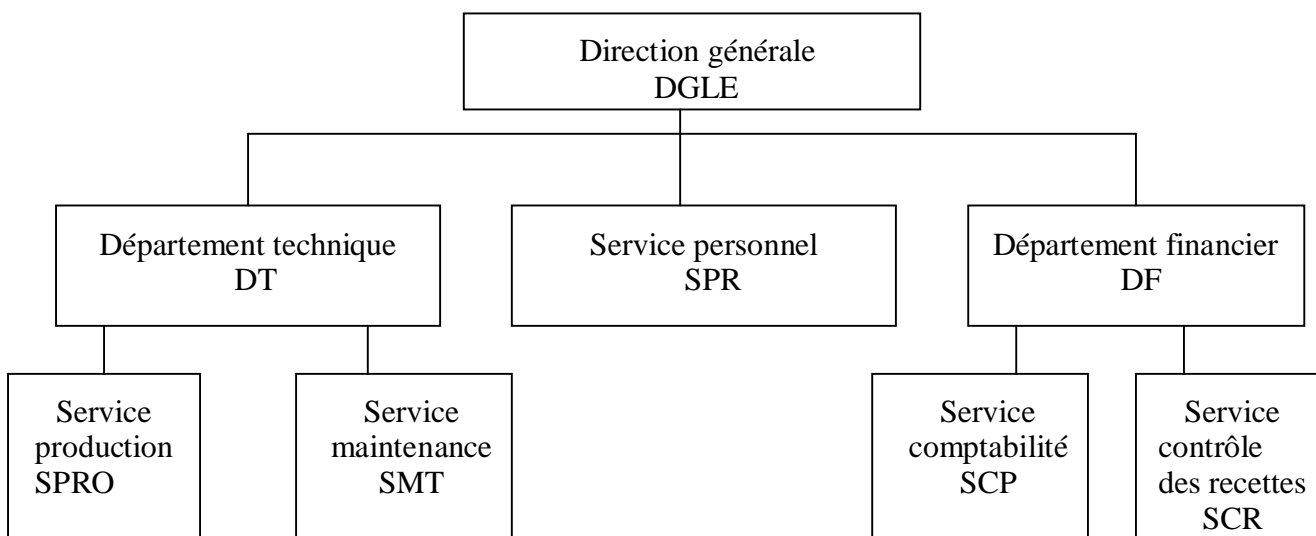 Direction générale
DGLE
Département technique
DT
Service personnel
SPR
Département financier
DF
Service
production
SPRO
Service
maintenance
SMT
Service
comptabilité
SCP
Service
contrôle
des recettes
SCR